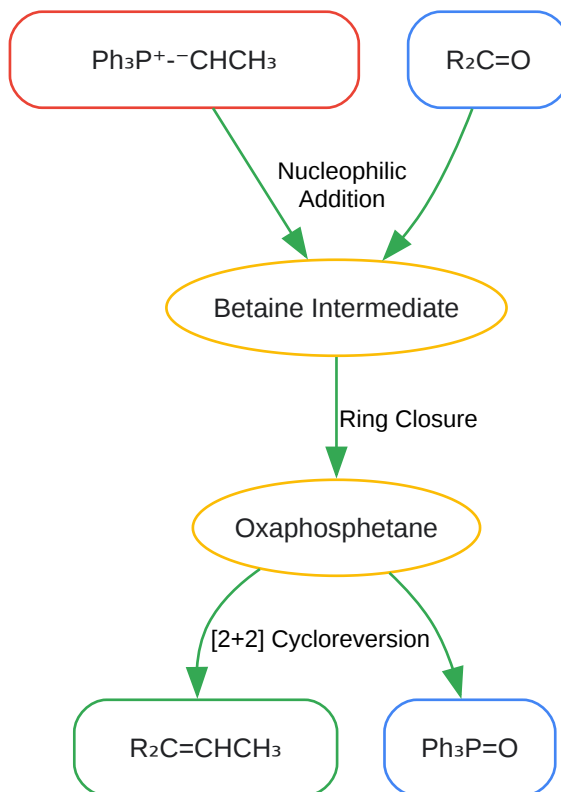 Ph₃P⁺-⁻CHCH₃
R₂C=O
Nucleophilic
Addition
Betaine Intermediate
Ring Closure
Oxaphosphetane
[2+2] Cycloreversion
R₂C=CHCH₃
Ph₃P=O